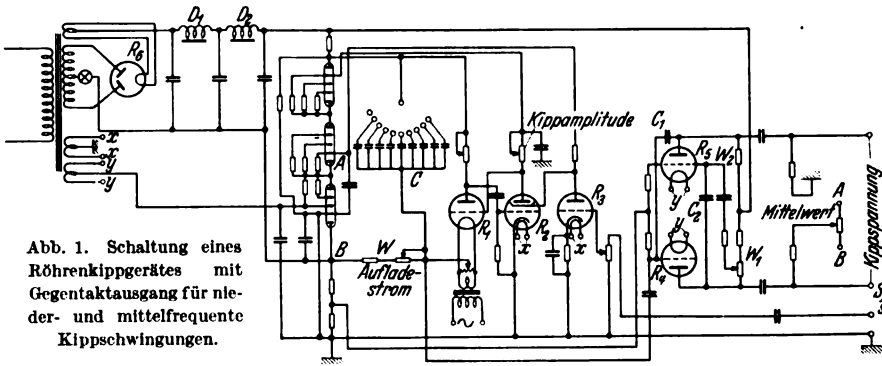 D₁ D₂
R₆
x
x
y
y
A
B
C
W
Auflade-
strom
R₁
Kippamplitude
R₂
x
R₃
x
C₁
R₅
W₂
y
C₂
y
R₄
W₁
Mittelwert
A
B
Kippspannung
Abb. 1. Schaltung eines
Röhrenkippgerätes mit
Gegentaktausgang für nie-
der- und mittelfrequente
Kippschwingungen.